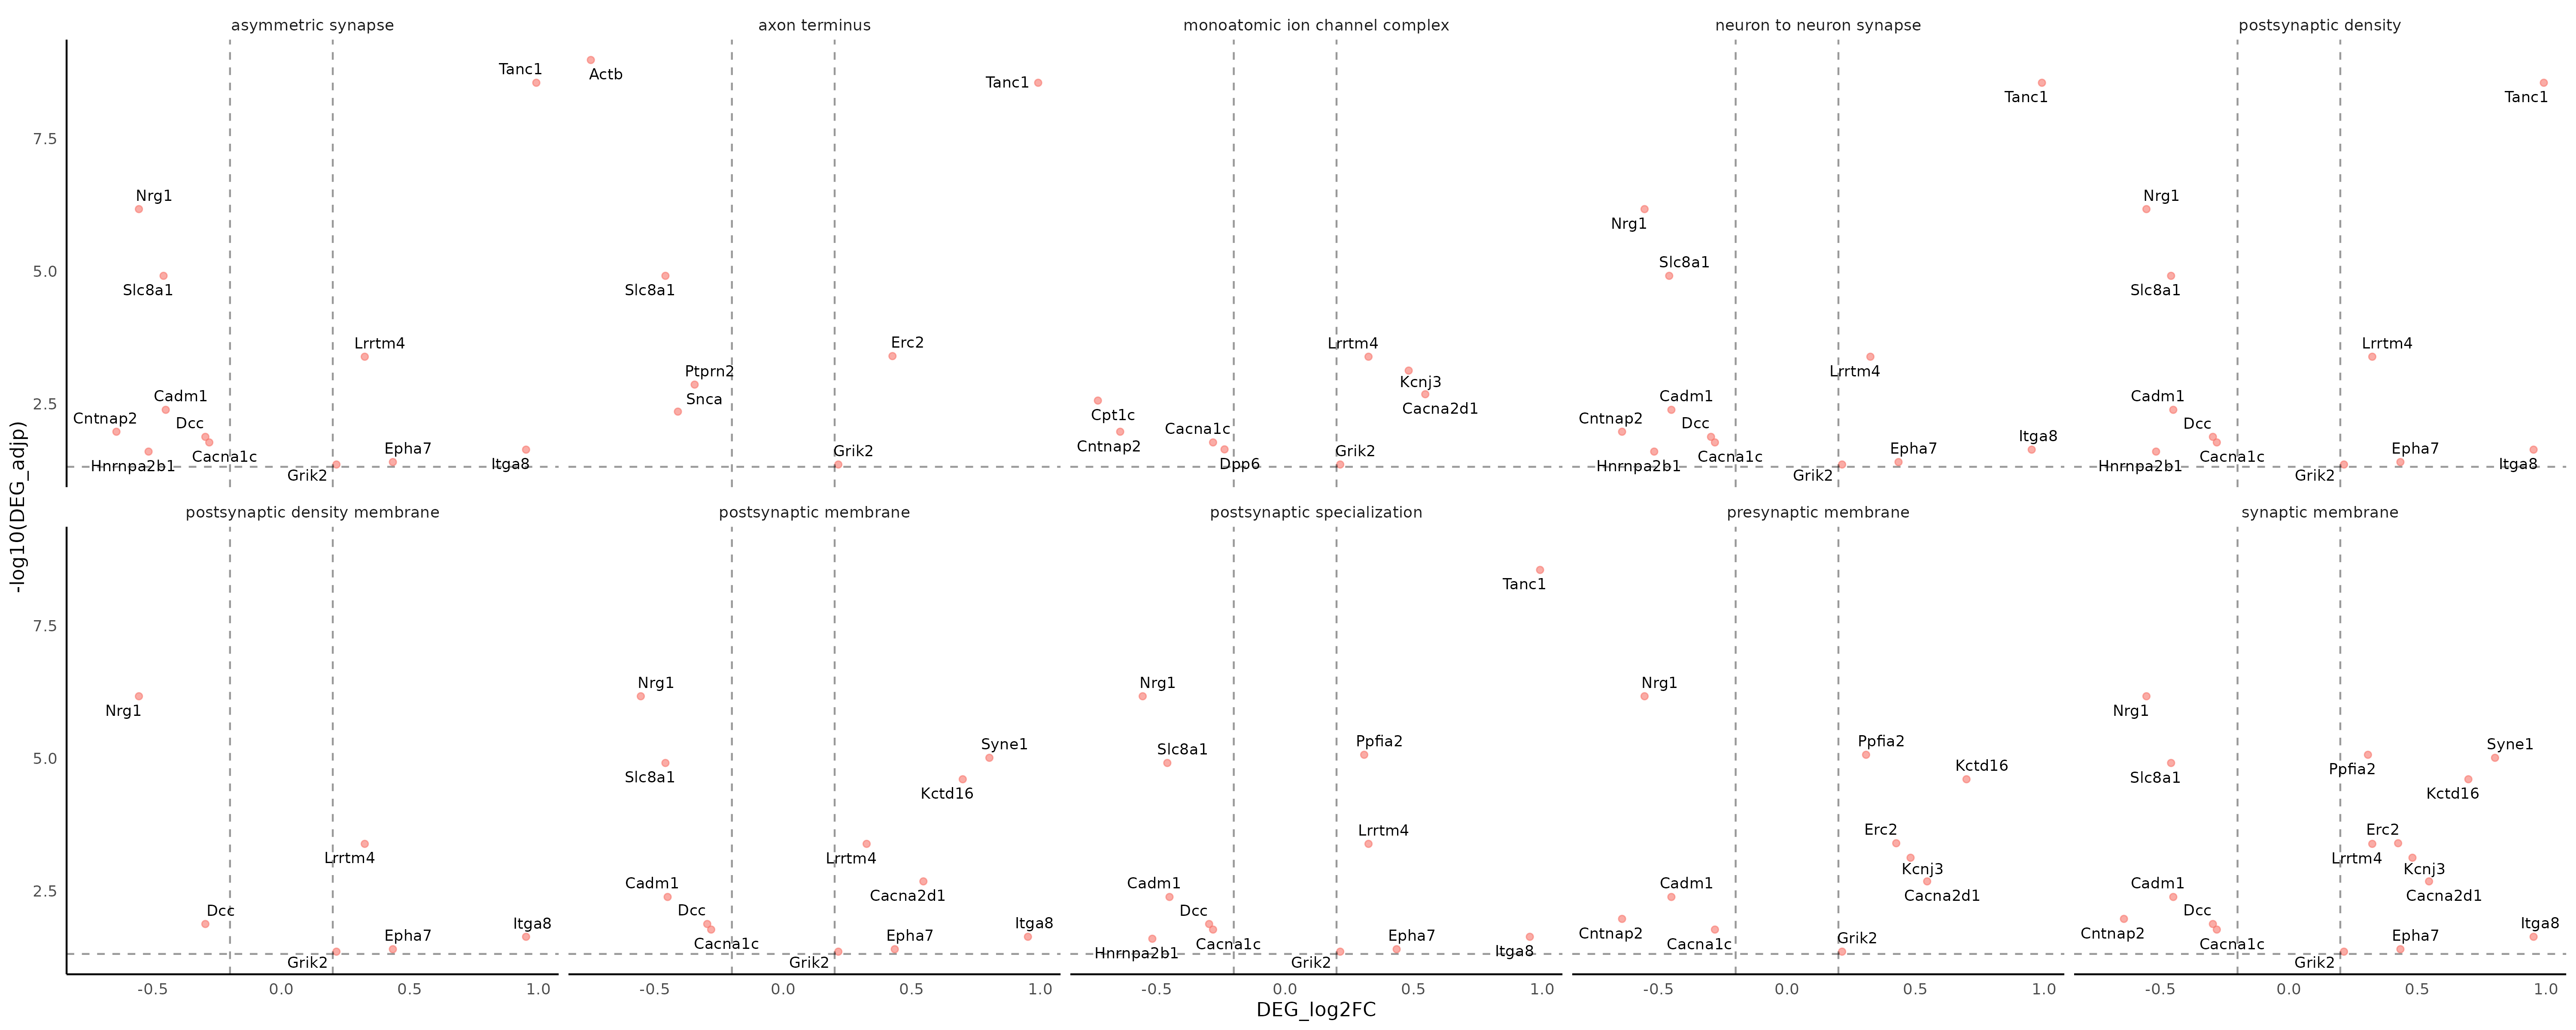 asymmetric synapse
axon terminus
monoatomic ion channel complex
neuron to neuron synapse
postsynaptic density
-log10(DEG_adjp)
7.5
5.0
2.5
Tanc1
Nrg1
Slc8a1
Lrrtm4
Cadm1
Cntnap2
Dcc
Cacna1c
Hnrnpa2b1
Epha7
Itga8
Grik2
Actb
Tanc1
Slc8a1
Erc2
Ptprn2
Snca
Grik2
Lrrtm4
Kcnj3
Cacna2d1
Cpt1c
Cntnap2
Cacna1c
Dpp6
Grik2
Tanc1
Nrg1
Slc8a1
Lrrtm4
Cadm1
Cntnap2
Dcc
Cacna1c
Hnrnpa2b1
Epha7
Itga8
Grik2
Tanc1
Nrg1
Slc8a1
Lrrtm4
Cadm1
Dcc
Cacna1c
Hnrnpa2b1
Epha7
Itga8
Grik2
postsynaptic density membrane
postsynaptic membrane
postsynaptic specialization
presynaptic membrane
synaptic membrane
7.5
5.0
2.5
Nrg1
Lrrtm4
Dcc
Epha7
Itga8
Grik2
Nrg1
Slc8a1
Syne1
Kctd16
Lrrtm4
Cadm1
Cacna2d1
Dcc
Cacna1c
Epha7
Itga8
Grik2
Tanc1
Nrg1
Slc8a1
Ppfia2
Lrrtm4
Cadm1
Dcc
Cacna1c
Hnrnpa2b1
Epha7
Itga8
Grik2
Nrg1
Ppfia2
Kctd16
Erc2
Kcnj3
Cacna2d1
Cadm1
Cntnap2
Cacna1c
Grik2
Nrg1
Syne1
Slc8a1
Ppfia2
Kctd16
Erc2
Lrrtm4
Kcnj3
Cacna2d1
Cadm1
Dcc
Cntnap2
Cacna1c
Itga8
Epha7
Grik2
-0.5 0.0 0.5 1.0
-0.5 0.0 0.5 1.0
-0.5 0.0 0.5 1.0
-0.5 0.0 0.5 1.0
-0.5 0.0 0.5 1.0
DEG_log2FC